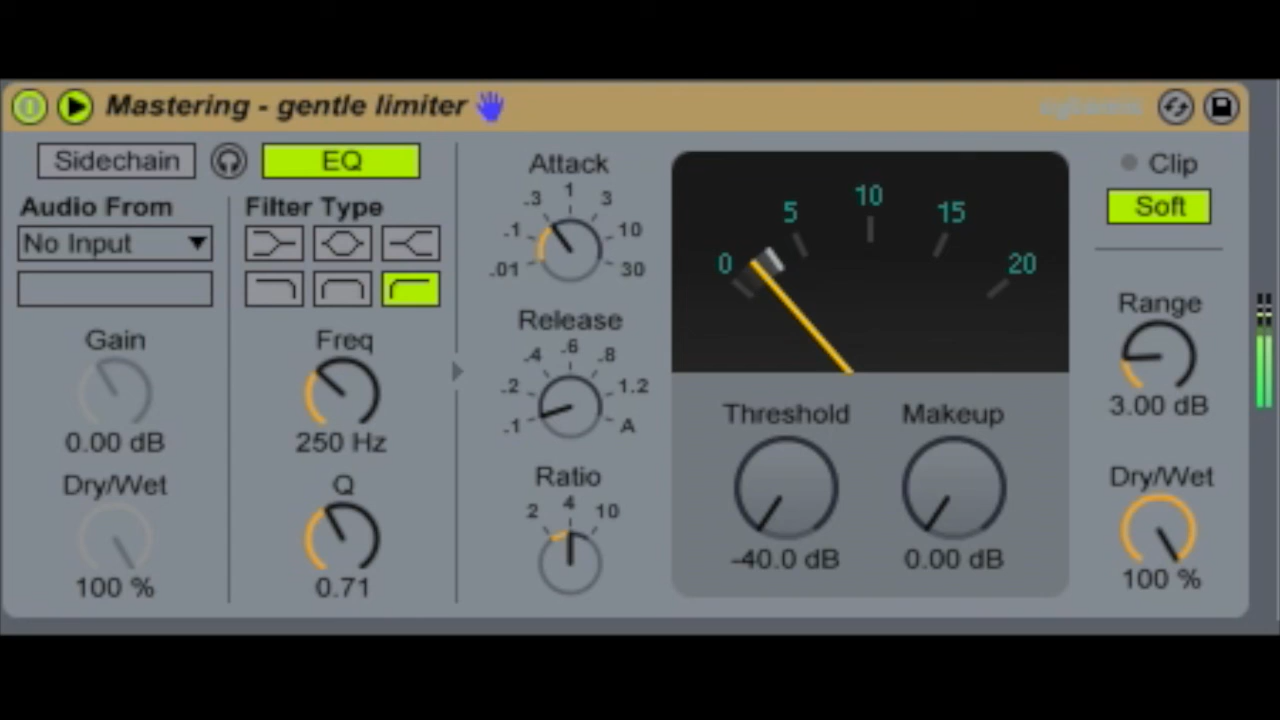 Mastering - gentle limiter
Sidechain
EQ
Audio From
No Input
Gain
0.00 dB
Dry/Wet
100 %
Filter Type
Freq
250 Hz
Q
0.71
Attack
.01 .1 .3 1 3 10 30
Release
.1 .2 .4 .6 .8 1.2 A
Ratio
2 4 10
0 5 10 15 20
Threshold
-40.0 dB
Makeup
0.00 dB
Clip
Soft
Range
3.00 dB
Dry/Wet
100 %